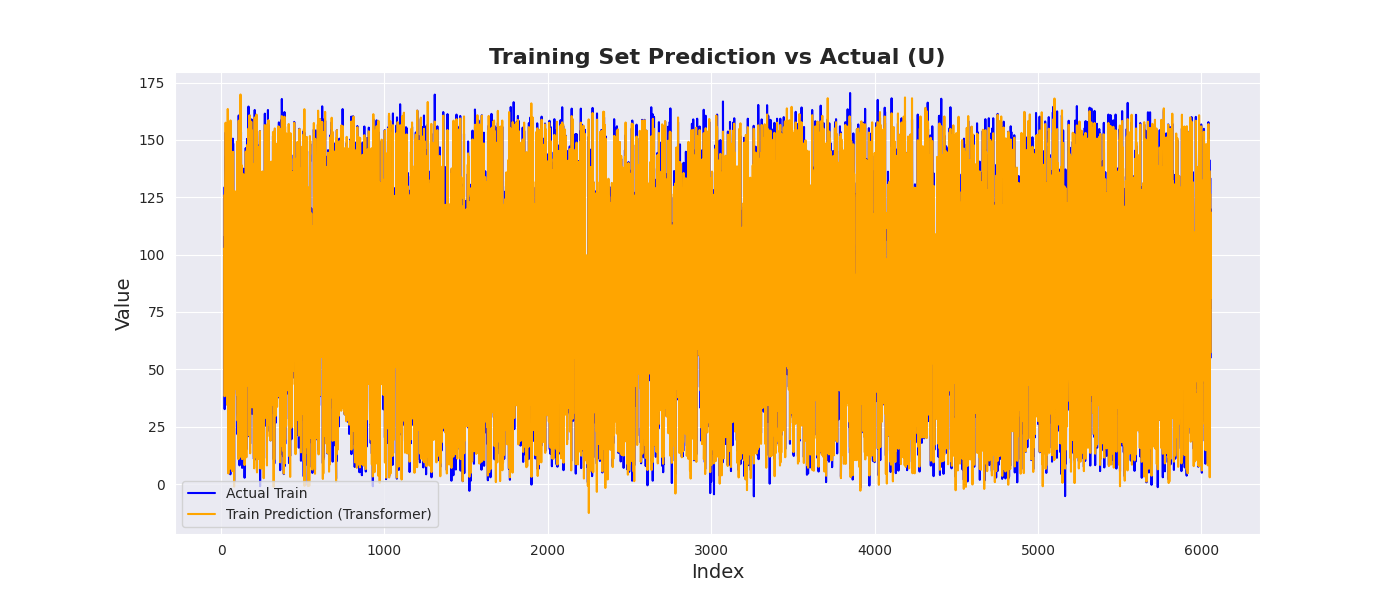 Training Set Prediction vs Actual (U)
175
150
125
100
75
50
25
0
Value
Actual Train
Train Prediction (Transformer)
0 1000 2000 3000 4000 5000 6000
Index